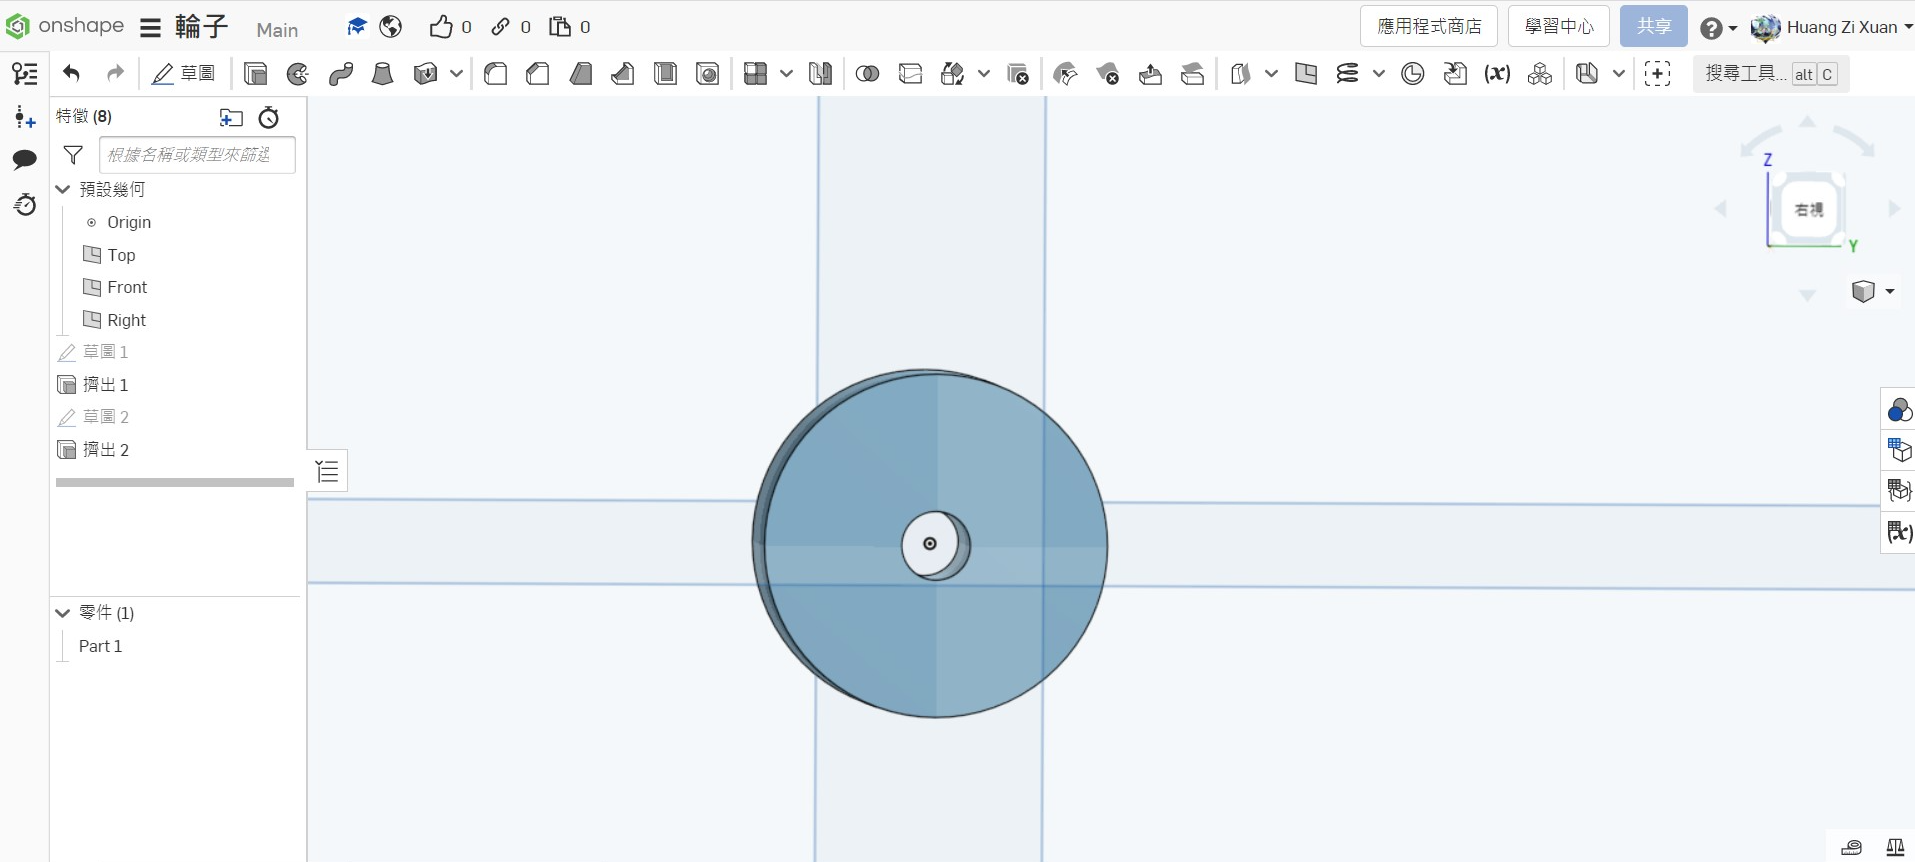 onshape 輪子 Main 0 0 0 應用程式商店 學習中心 共享 Huang Zi Xuan
草圖 (x) 搜尋工具... alt C
特徵 (8)
根據名稱或類型來篩選
預設幾何
Origin
Top
Front
Right
草圖 1
擠出 1
草圖 2
擠出 2
零件 (1)
Part 1
Z
右視
Y
(x)